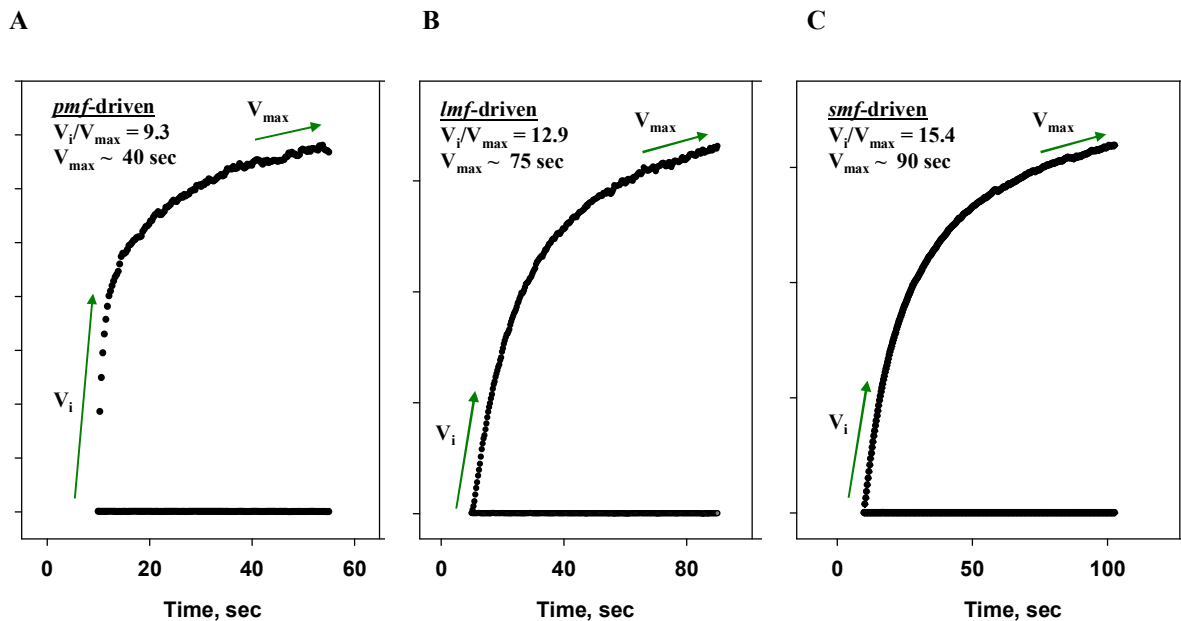 A
pmf-driven
Vi/Vmax = 9.3
Vmax ~ 40 sec
Vmax
Vi
0 20 40 60
Time, sec
B
lmf-driven
Vi/Vmax = 12.9
Vmax ~ 75 sec
Vmax
Vi
0 40 80
Time, sec
C
smf-driven
Vi/Vmax = 15.4
Vmax ~ 90 sec
Vmax
Vi
0 50 100
Time, sec